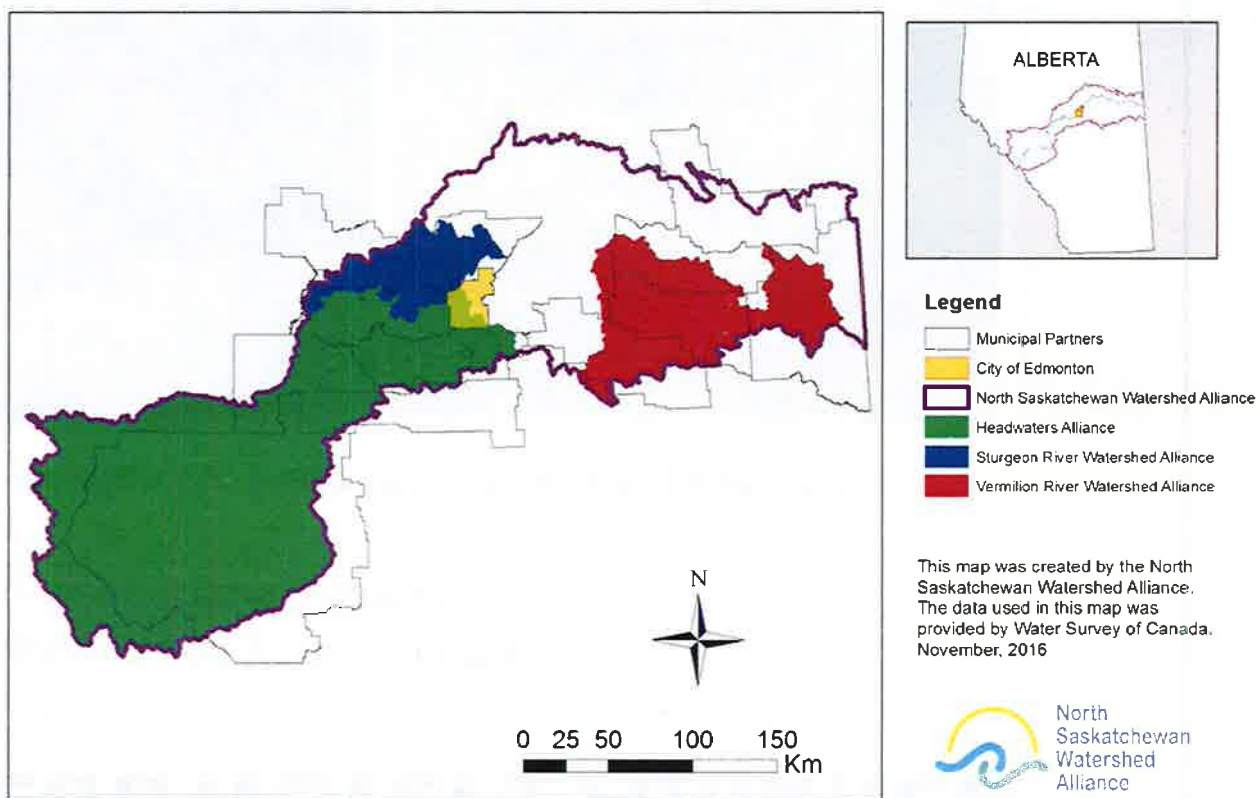 ALBERTA
Legend
Municipal Partners
City of Edmonton
North Saskatchewan Watershed Alliance
Headwaters Alliance
Sturgeon River Watershed Alliance
Vermilion River Watershed Alliance
This map was created by the North
Saskatchewan Watershed Alliance.
The data used in this map was
provided by Water Survey of Canada.
November, 2016
N
0 25 50 100 150
Km
North
Saskatchewan
Watershed
Alliance